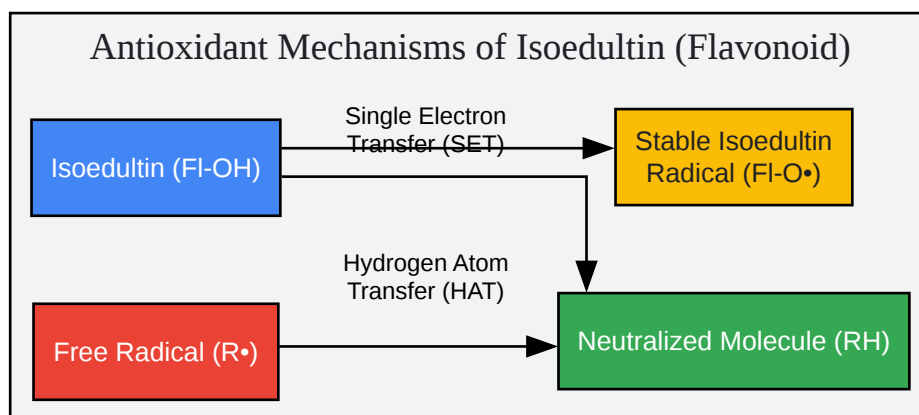 Antioxidant Mechanisms of Isoedultin (Flavonoid)
Single Electron
Transfer (SET)
Isoedultin (Fl-OH)
Stable Isoedultin
Radical (Fl-O•)
Hydrogen Atom
Transfer (HAT)
Free Radical (R•)
Neutralized Molecule (RH)